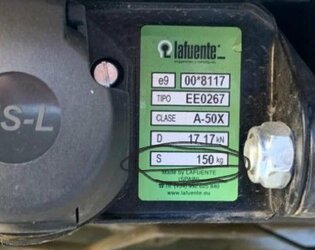 lafuente
e9 00*8117
TIPO EE0267
CLASE A-50X
D 17,17 kN
S 150 kg
Made by LAFUENTE
(SPAIN)
www.lafuente.eu
S-L